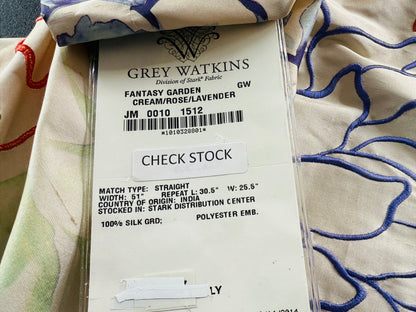 GREY WATKINS
Division of Stark® Fabric
FANTASY GARDEN GW
CREAM/ROSE/LAVENDER
JM 0010 1512
*1010328801*
CHECK STOCK
MATCH TYPE: STRAIGHT
WIDTH: 51" REPEAT L: 30.5" W: 25.5"
COUNTRY OF ORIGIN: INDIA
STOCKED IN: STARK DISTRIBUTION CENTER
100% SILK GRD; POLYESTER EMB.
LY